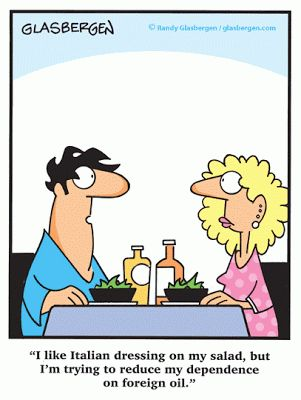 GLASBERGEN
© Randy Glasbergen / glasbergen.com
“I like Italian dressing on my salad, but
I’m trying to reduce my dependence
on foreign oil.”